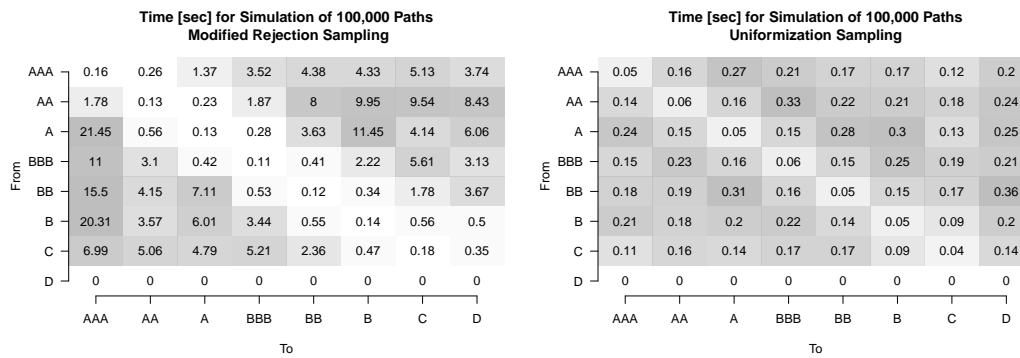 Time [sec] for Simulation of 100,000 Paths
Modified Rejection Sampling
AAA 0.16 0.26 1.37 3.52 4.38 4.33 5.13 3.74
AA 1.78 0.13 0.23 1.87 8 9.95 9.54 8.43
A 21.45 0.56 0.13 0.28 3.63 11.45 4.14 6.06
BBB 11 3.1 0.42 0.11 0.41 2.22 5.61 3.13
BB 15.5 4.15 7.11 0.53 0.12 0.34 1.78 3.67
B 20.31 3.57 6.01 3.44 0.55 0.14 0.56 0.5
C 6.99 5.06 4.79 5.21 2.36 0.47 0.18 0.35
D 0 0 0 0 0 0 0 0
From
AAA AA A BBB BB B C D
To
Time [sec] for Simulation of 100,000 Paths
Uniformization Sampling
AAA 0.05 0.16 0.27 0.21 0.17 0.17 0.12 0.2
AA 0.14 0.06 0.16 0.33 0.22 0.21 0.18 0.24
A 0.24 0.15 0.05 0.15 0.28 0.3 0.13 0.25
BBB 0.15 0.23 0.16 0.06 0.15 0.25 0.19 0.21
BB 0.18 0.19 0.31 0.16 0.05 0.15 0.17 0.36
B 0.21 0.18 0.2 0.22 0.14 0.05 0.09 0.2
C 0.11 0.16 0.14 0.17 0.17 0.09 0.04 0.14
D 0 0 0 0 0 0 0 0
From
AAA AA A BBB BB B C D
To